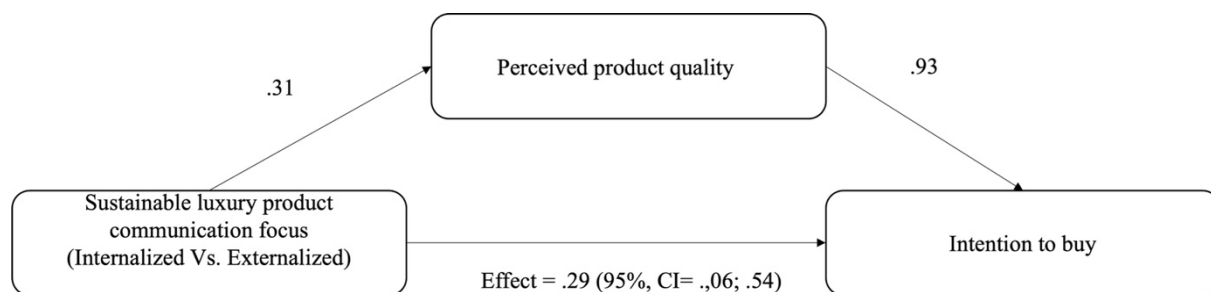 Perceived product quality
.31
.93
Sustainable luxury product
communication focus
(Internalized Vs. Externalized)
Intention to buy
Effect = .29 (95%, CI= .,06; .54)